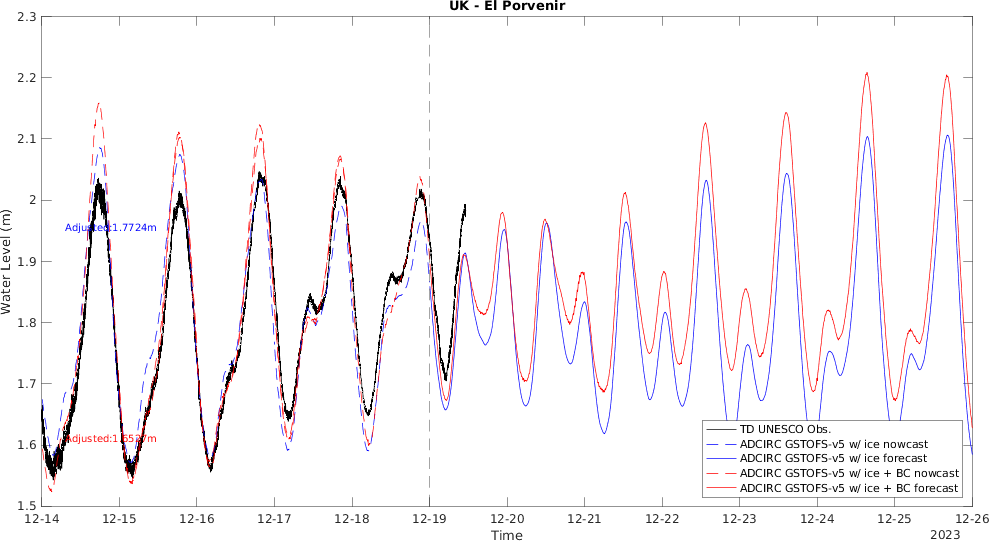 UK - El Porvenir
2.3
2.2
2.1
2
1.9
1.8
1.7
1.6
1.5
Water Level (m)
Adjusted:1.7724m
Adjusted:1.5527m
TD UNESCO Obs.
ADCIRC GSTOFS-v5 w/ ice nowcast
ADCIRC GSTOFS-v5 w/ ice forecast
ADCIRC GSTOFS-v5 w/ ice + BC nowcast
ADCIRC GSTOFS-v5 w/ ice + BC forecast
12-14 12-15 12-16 12-17 12-18 12-19 12-20 12-21 12-22 12-23 12-24 12-25 12-26
Time
2023